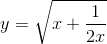 y = \sqrt{x + \frac{1}{2x}}